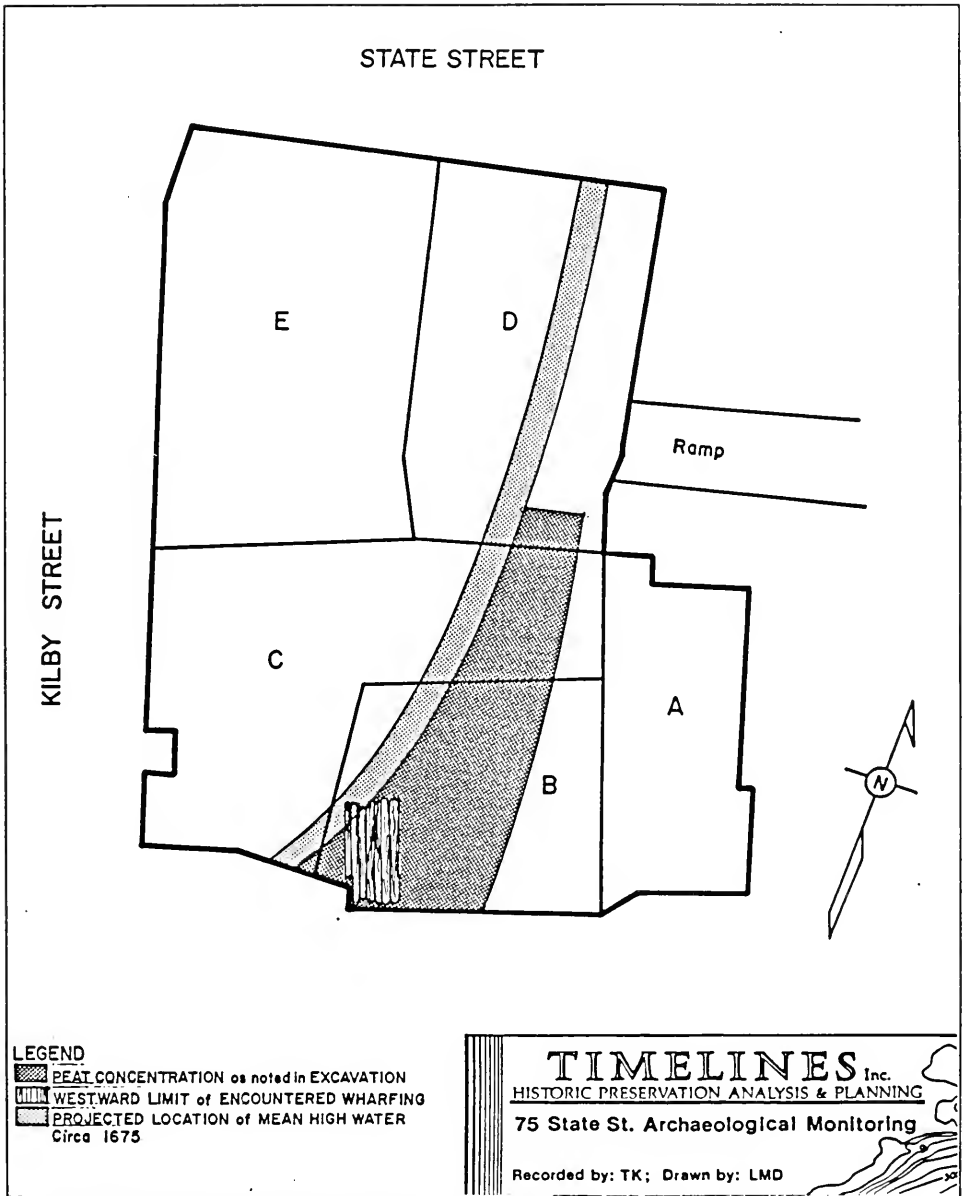 STATE STREET
E
D
Ramp
KILBY STREET
C
A
B
N
LEGEND
PEAT CONCENTRATION as noted in EXCAVATION
WESTWARD LIMIT of ENCOUNTERED WHARFING
PROJECTED LOCATION of MEAN HIGH WATER
Circa 1675
TIMELINES Inc.
HISTORIC PRESERVATION ANALYSIS & PLANNING
75 State St. Archaeological Monitoring
Recorded by: TK; Drawn by: LMD